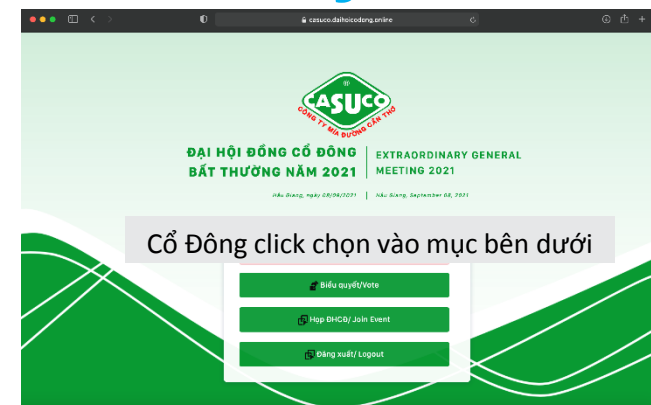 casuco.daihoicodong.online
CASUCO
®
CÔNG TY MÍA ĐƯỜNG CẦN THƠ
ĐẠI HỘI ĐỒNG CỔ ĐÔNG
BẤT THƯỜNG NĂM 2021
EXTRAORDINARY GENERAL
MEETING 2021
Hậu Giang, ngày 08/09/2021
Hậu Giang, September 08, 2021
Cổ Đông click chọn vào mục bên dưới
Biểu quyết/Vote
Họp ĐHCĐ/ Join Event
Đăng xuất/ Logout